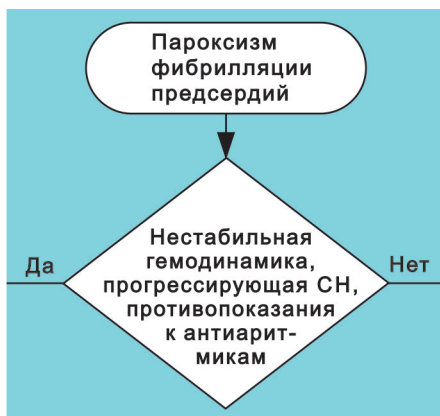 Пароксизм
фибрилляции
предсердий
Да
Нет
Нестабильная
гемодинамика,
прогрессирующая СН,
противопоказания
к антиарит-
микам